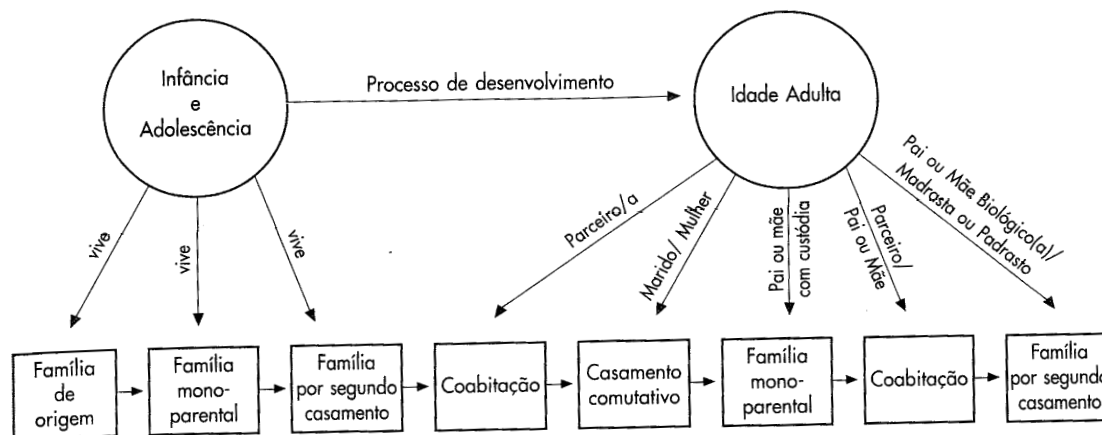 Infância
e
Adolescência
Processo de desenvolvimento
Idade Adulta
vive
vive
vive
Parceiro/a
Marido/ Mulher
Pai ou mãe
com custódia
Parceiro/
Pai ou Mãe
Pai ou Mãe Biológico(a)/
Madrasta ou Padrasto
Família
de
origem
Família
mono-
parental
Família
por segundo
casamento
Coabitação
Casamento
comutativo
Família
mono-
parental
Coabitação
Família
por segundo
casamento